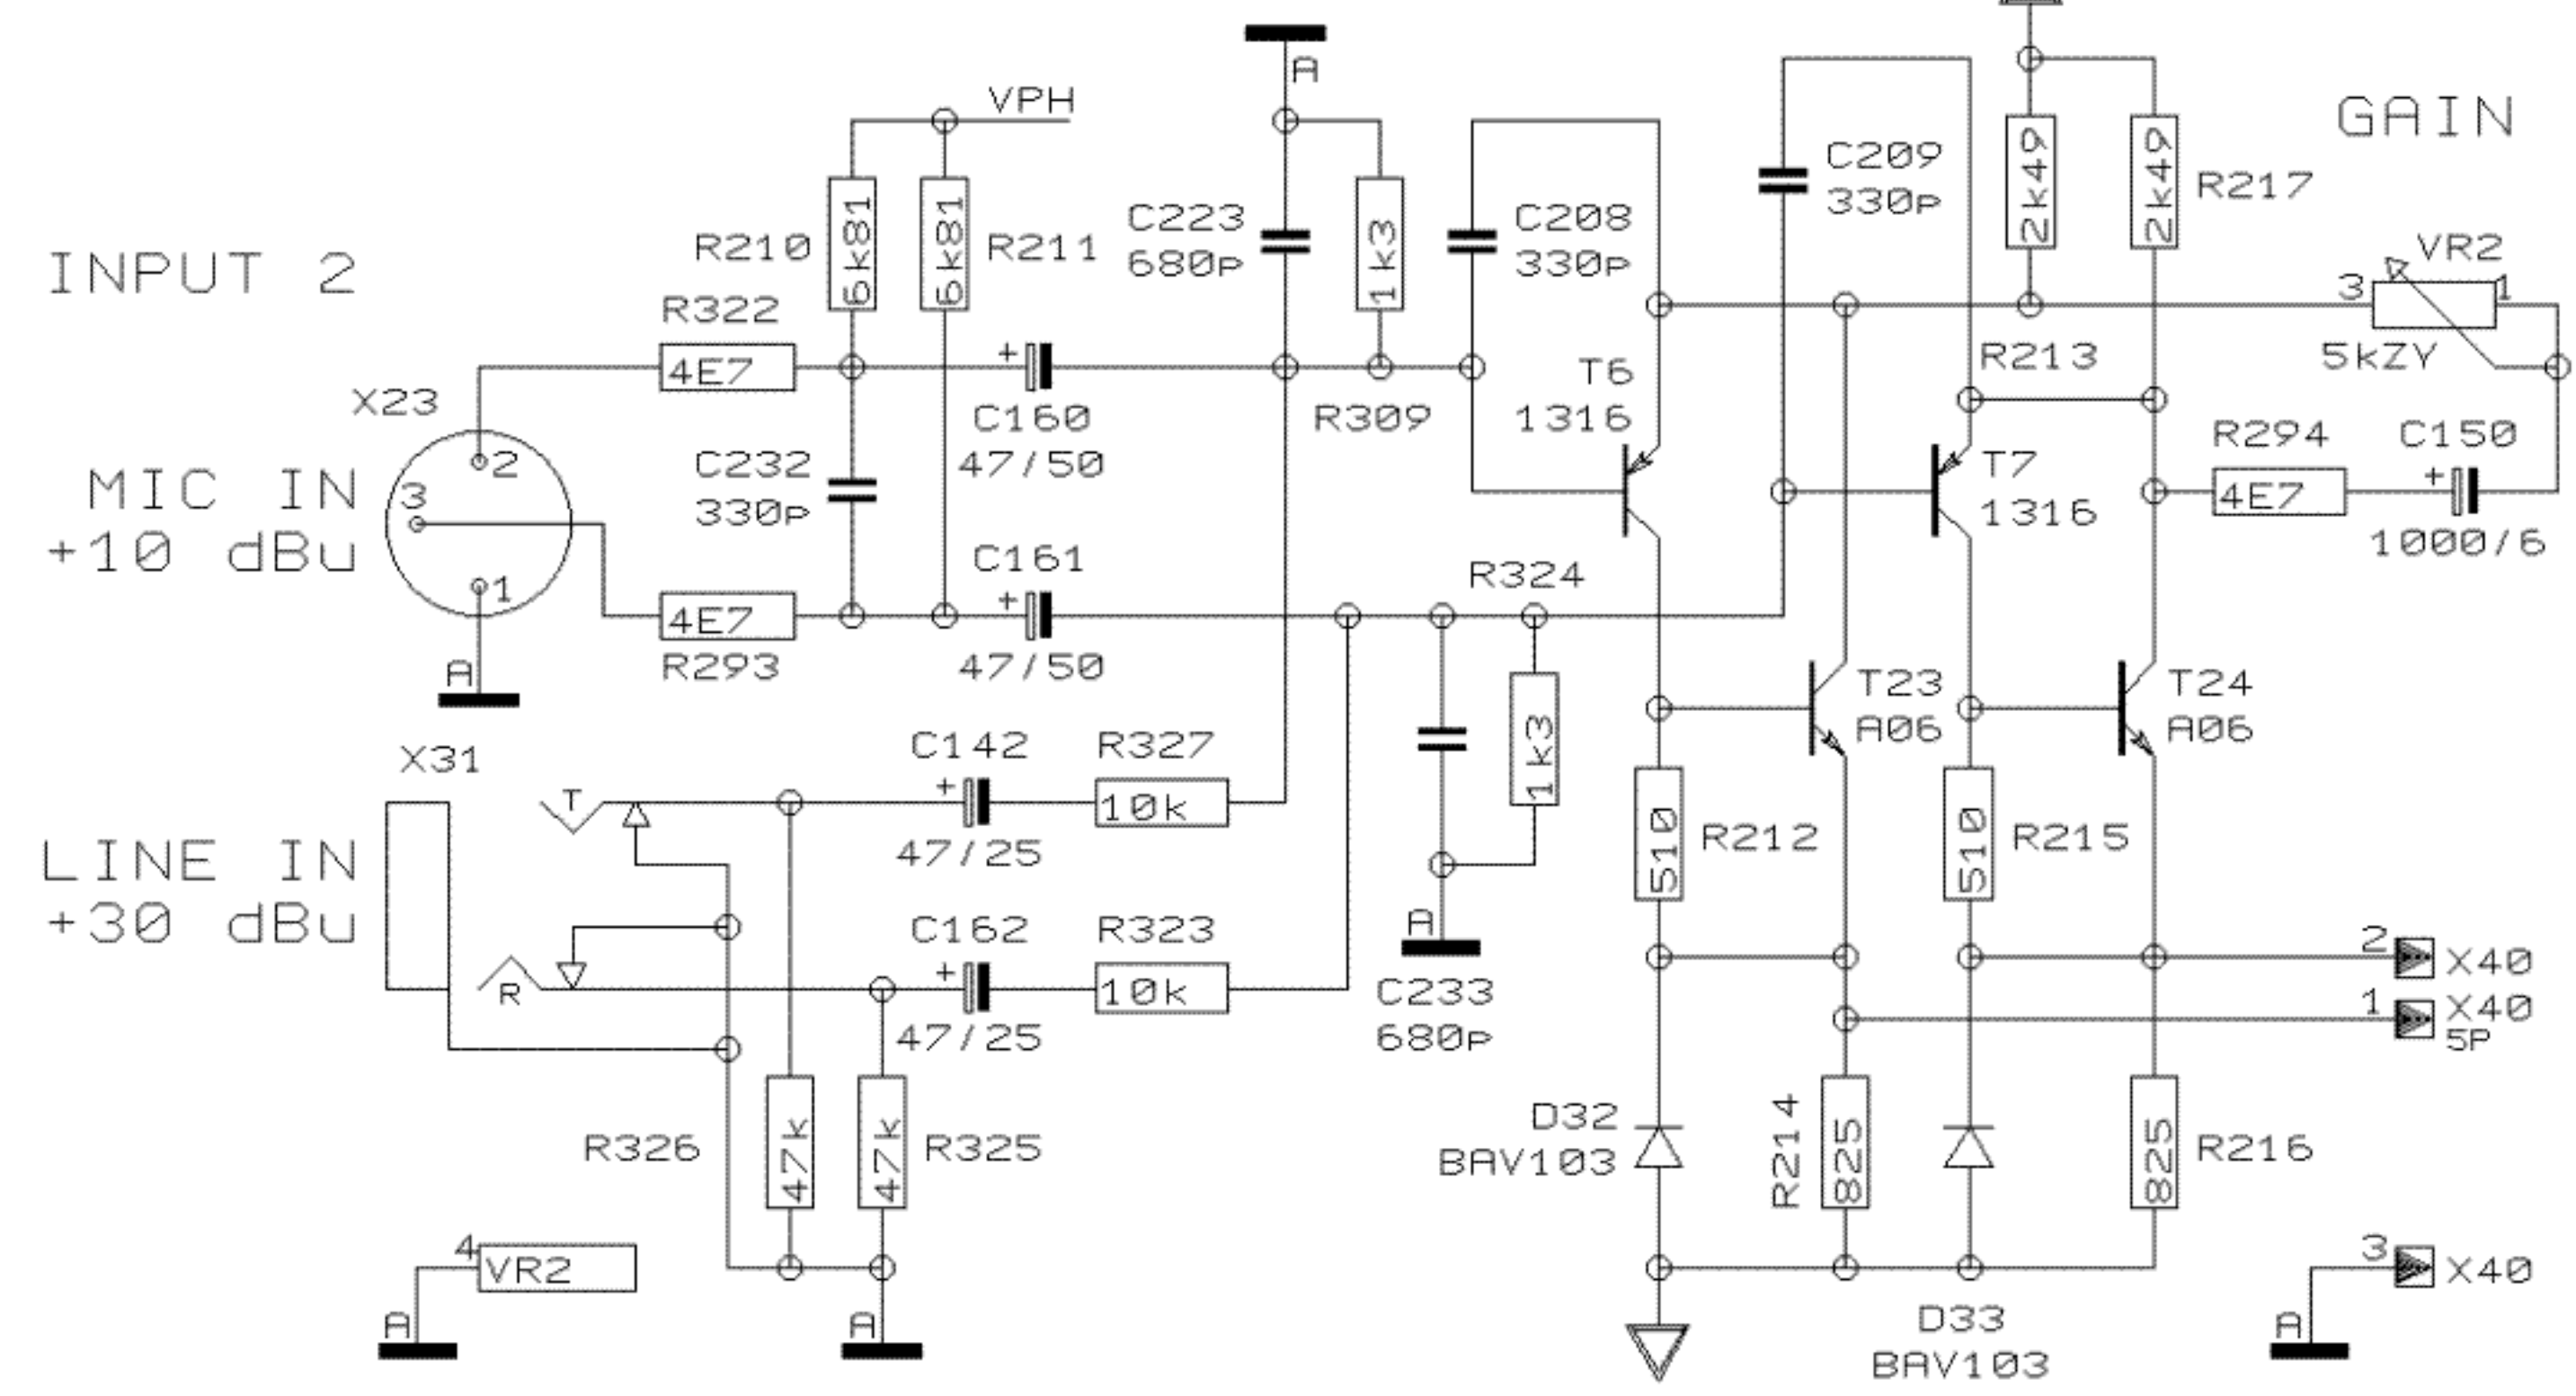 INPUT 2
MIC IN
+10 dBu
LINE IN
+30 dBu
GAIN
VPH
A
R210
6k81
6k81
R211
R322
4E7
X23
2
3
1
A
4E7
R293
C232
330p
+
C160
47/50
C161
+
47/50
C223
680p
1k3
R309
C208
330p
C209
330p
2k49
2k49
R217
R213
VR2
3
1
5kZY
T6
1316
T7
1316
R294
4E7
C150
+
1000/6
R324
1k3
A
C233
680p
X31
T
R
C142
+
47/25
R327
10k
C162
+
47/25
R323
10k
R326
47k
47k
R325
A
4
VR2
A
T23
A06
T24
A06
510
R212
510
R215
2
X40
1
X40
5P
D32
BAV103
R214
825
825
R216
D33
BAV103
3
X40
A